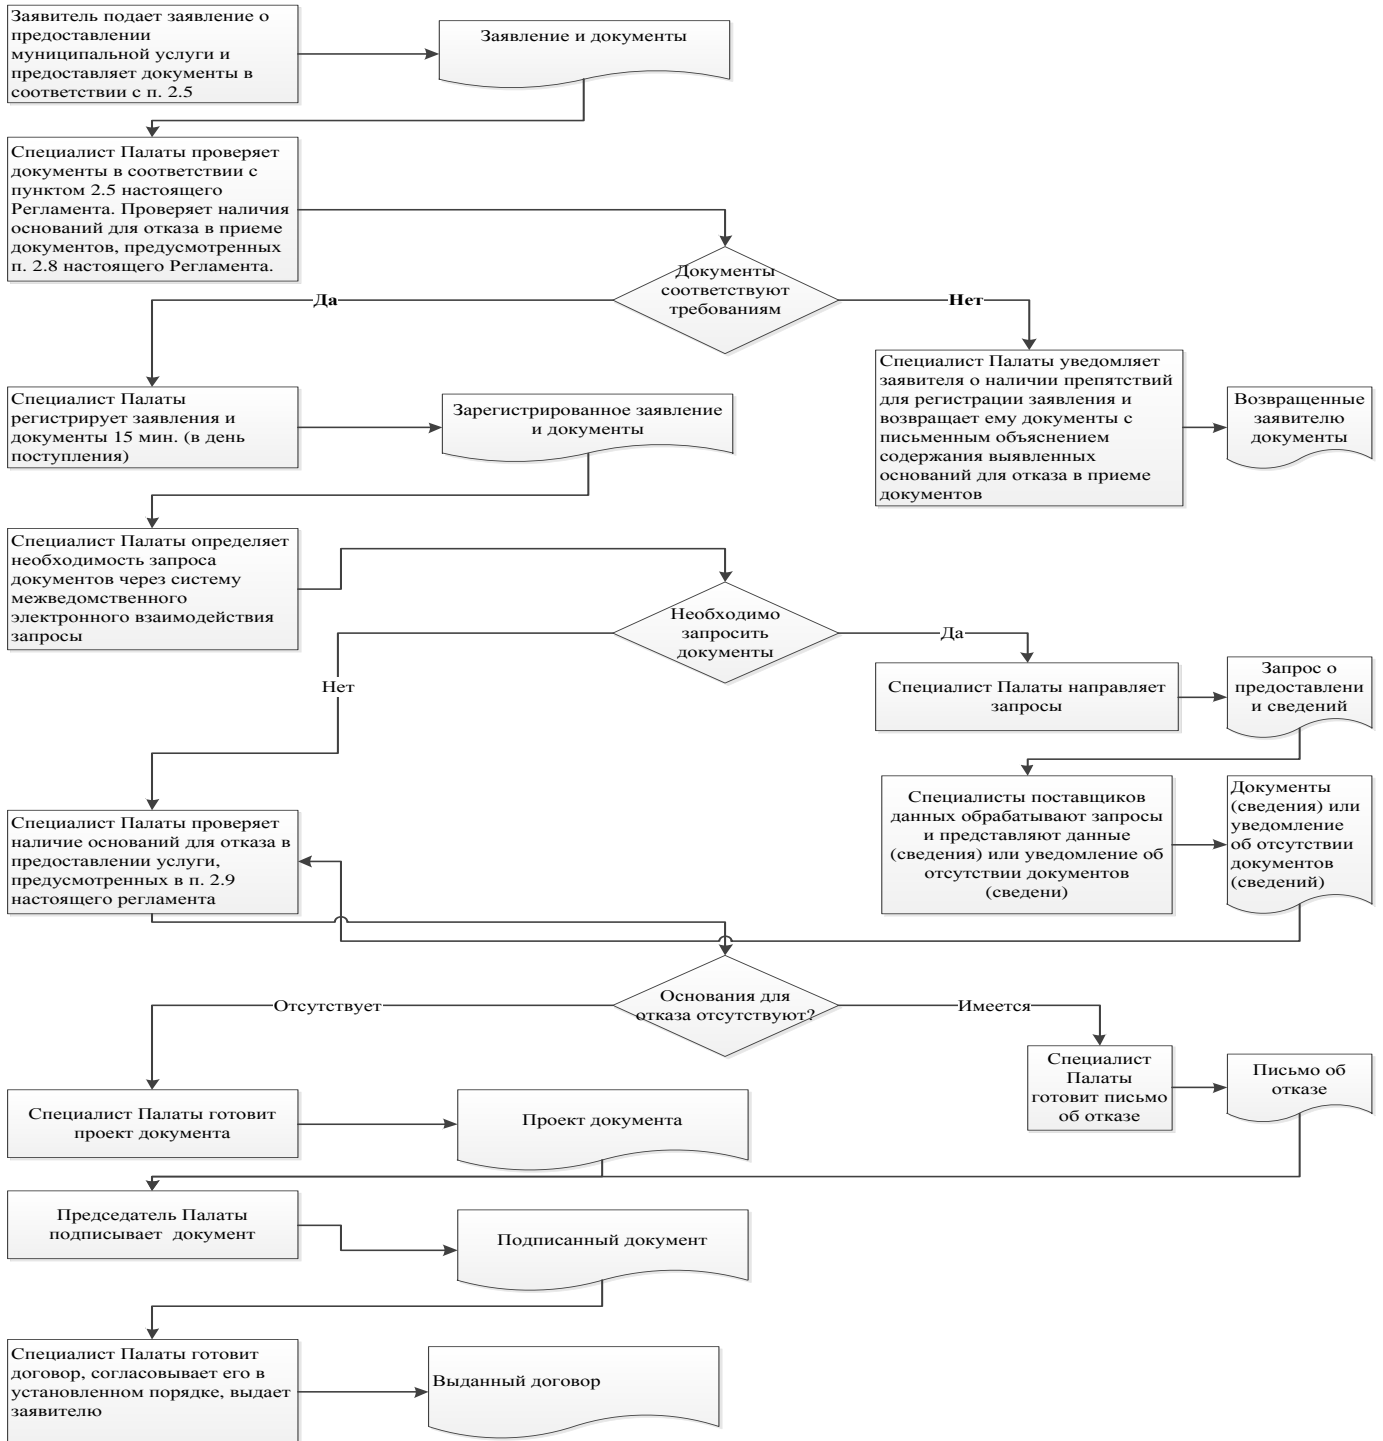 Заявитель подает заявление о
предоставлении
муниципальной услуги и
предоставляет документы в
соответствии с п. 2.5
Заявление и документы
Специалист Палаты проверяет
документы в соответствии с
пунктом 2.5 настоящего
Регламента. Проверяет наличия
оснований для отказа в приеме
документов, предусмотренных
п. 2.8 настоящего Регламента.
Документы
соответствуют
требованиям
Да
Нет
Специалист Палаты
регистрирует заявления и
документы 15 мин. (в день
поступления)
Зарегистрированное заявление
и документы
Специалист Палаты уведомляет
заявителя о наличии препятствий
для регистрации заявления и
возвращает ему документы с
письменным объяснением
содержания выявленных
оснований для отказа в приеме
документов
Возвращенные
заявителю
документы
Специалист Палаты определяет
необходимость запроса
документов через систему
межведомственного
электронного взаимодействия
запросы
Необходимо
запросить
документы
Да
Нет
Специалист Палаты направляет
запросы
Запрос о
предоставлени
и сведений
Специалисты поставщиков
данных обрабатывают запросы
и представляют данные
(сведения) или уведомление об
отсутствии документов
(сведени)
Документы
(сведения) или
уведомление
об отсутствии
документов
(сведений)
Специалист Палаты проверяет
наличие оснований для отказа в
предоставлении услуги,
предусмотренных в п. 2.9
настоящего регламента
Основания для
отказа отсутствуют?
Отсутствует
Имеется
Специалист
Палаты
готовит письмо
об отказе
Письмо об
отказе
Специалист Палаты готовит
проект документа
Проект документа
Председатель Палаты
подписывает документ
Подписанный документ
Специалист Палаты готовит
договор, согласовывает его в
установленном порядке, выдает
заявителю
Выданный договор